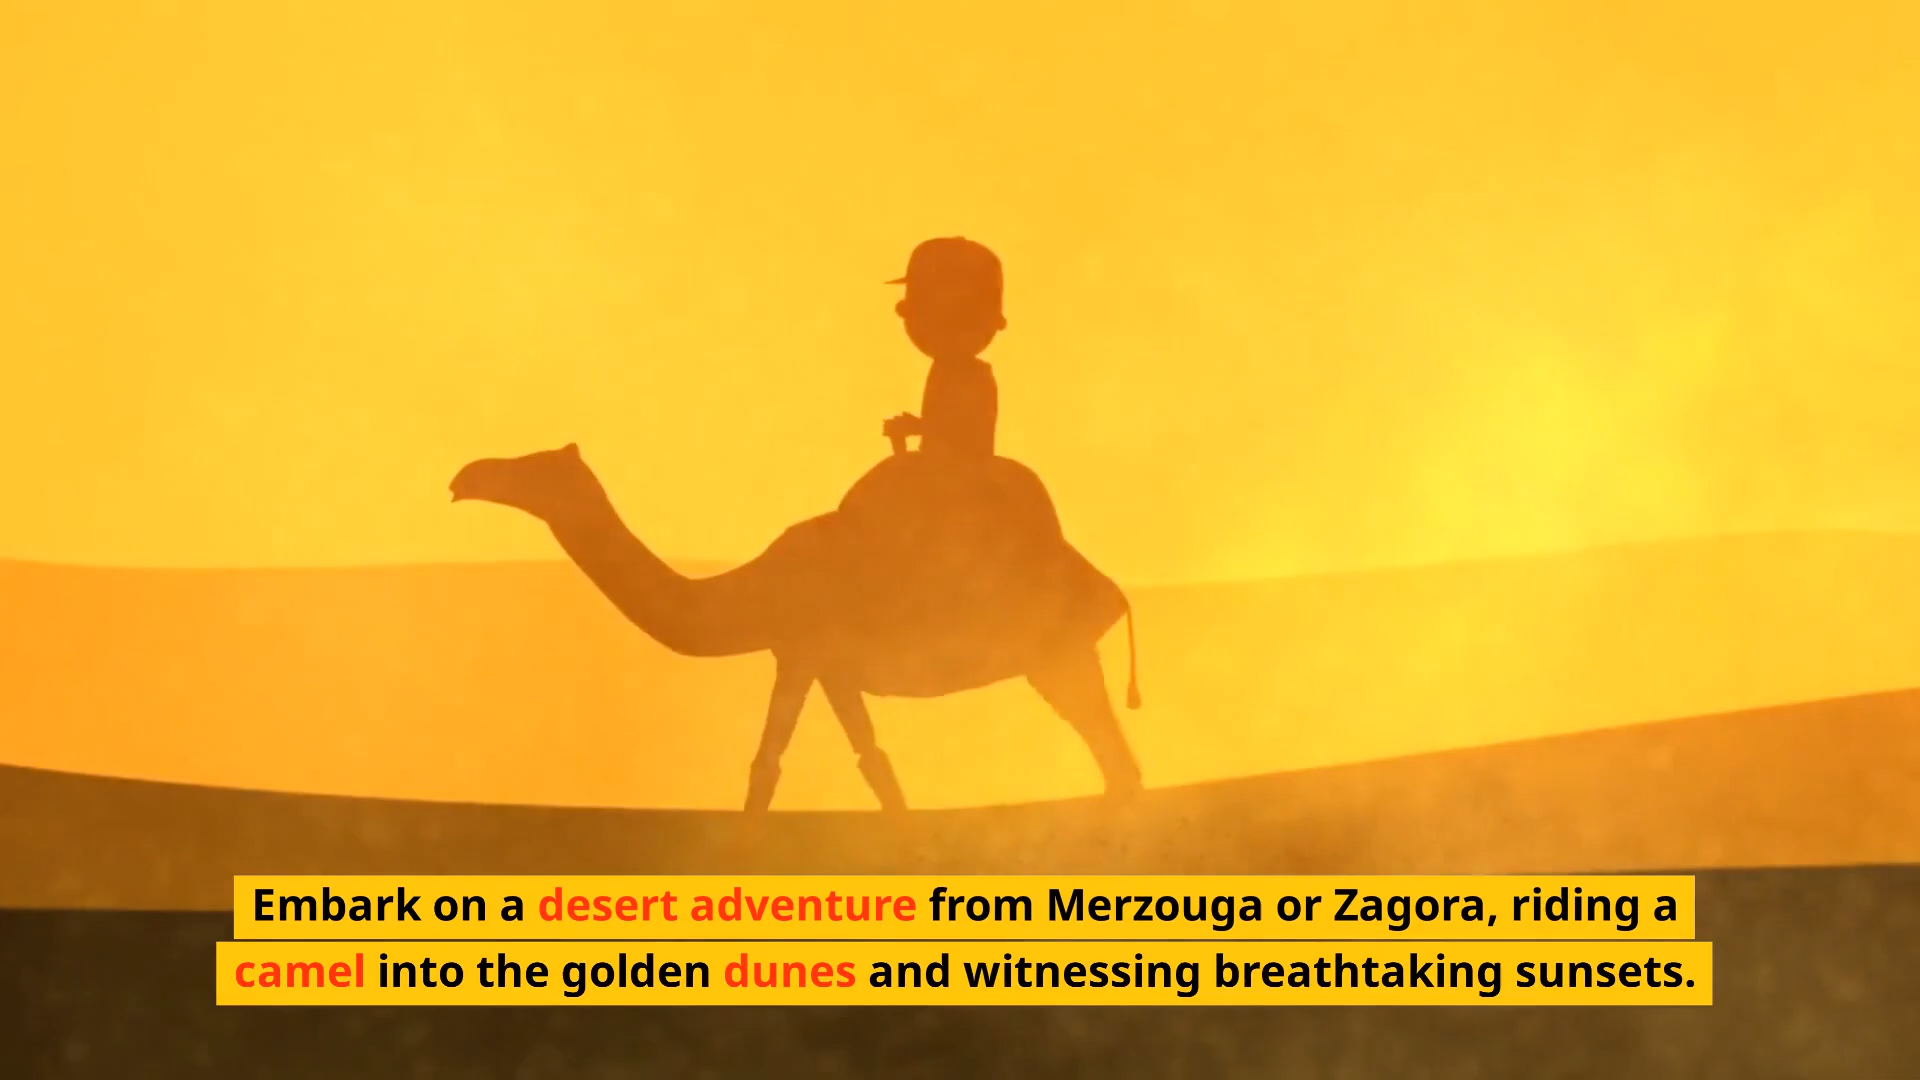 Embark on a desert adventure from Merzouga or Zagora, riding a
camel into the golden dunes and witnessing breathtaking sunsets.